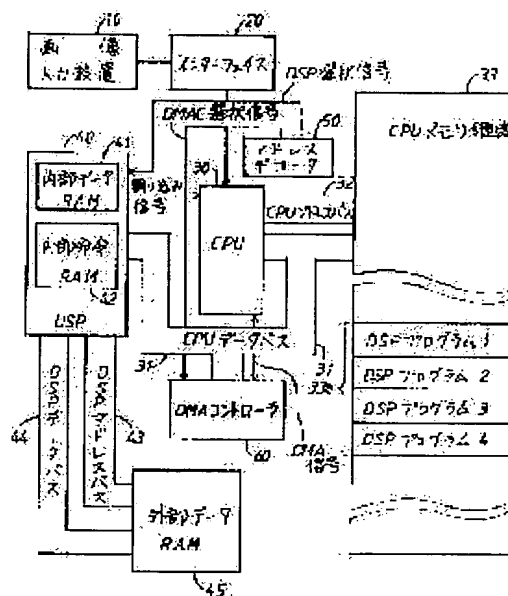 10
20
画像
入力装置
インターフェイス
DSP選択信号
DMAC選択信号
33
CPUメモリ
40
41
内部データ
RAM
割り込み
信号
50
アドレス
デコーダ
30
32
CPUアドレスバス
CPU
内部命令
RAM
42
DSP
CPUデータバス
31
DSPプログラム 1
DSPプログラム 2
DSPプログラム 3
DSPプログラム 4
DMAコントローラ
60
DMA
信号
44
DSPデータバス
DSPアドレスバス
43
外部データ
RAM
45